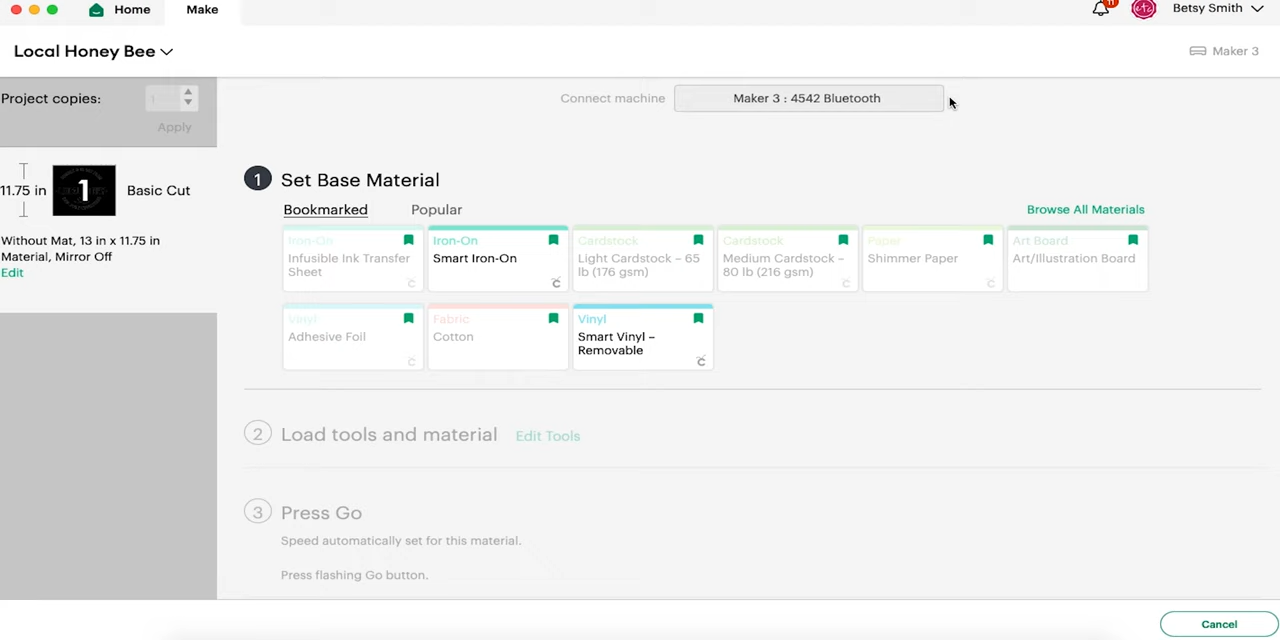 Home
Make
11
Betsy Smith
Local Honey Bee
Maker 3
Project copies:
1
Apply
Connect machine
Maker 3 : 4542 Bluetooth
11.75 in
1
Basic Cut
Without Mat, 13 in x 11.75 in
Material, Mirror Off
Edit
1 Set Base Material
Bookmarked
Popular
Browse All Materials
Iron-On
Infusible Ink Transfer
Sheet
Iron-On
Smart Iron-On
Cardstock
Light Cardstock – 65
lb (176 gsm)
Cardstock
Medium Cardstock –
80 lb (216 gsm)
Paper
Shimmer Paper
Art Board
Art/Illustration Board
Vinyl
Adhesive Foil
Fabric
Cotton
Vinyl
Smart Vinyl –
Removable
2 Load tools and material
Edit Tools
3 Press Go
Speed automatically set for this material.
Press flashing Go button.
Cancel